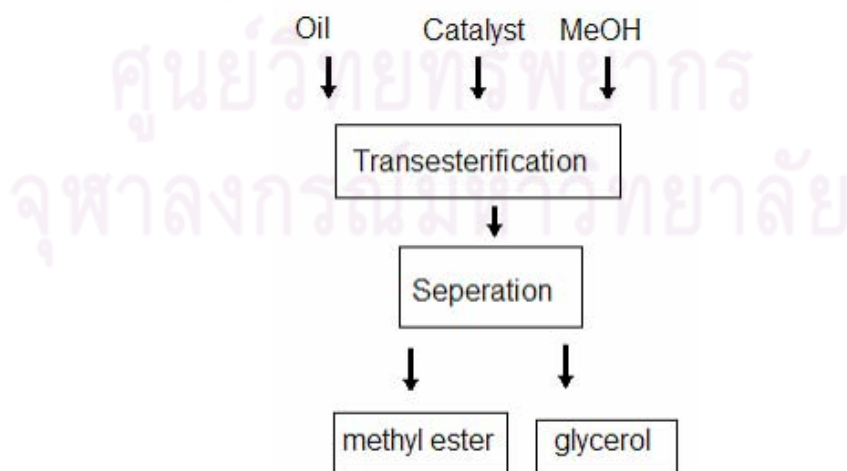 Oil Catalyst MeOH
ศูนย์วิทยทรัพยากร
Transesterification
จุฬาลงกรณ์มหาวิทยาลัย
Seperation
methyl ester glycerol